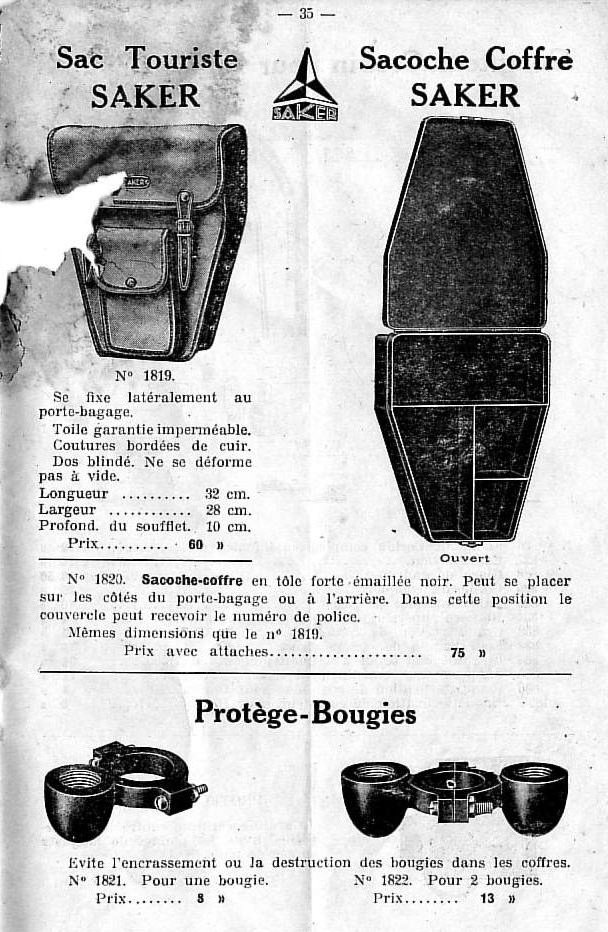 — 35 —
Sac Touriste
SAKER
SAKER
Sacoche Coffre
SAKER
SAKER
N° 1819.
Se fixe latéralement au
porte-bagage.
Toile garantie imperméable.
Coutures bordées de cuir.
Dos blindé. Ne se déforme
pas à vide.
Longueur .......... 32 cm.
Largeur ............ 28 cm.
Profond. du soufflet. 10 cm.
Prix.......... 60 »
Ouvert
N° 1820. Sacoche-coffre en tôle forte émaillée noir. Peut se placer
sur les côtés du porte-bagage ou à l'arrière. Dans cette position le
couvercle peut recevoir le numéro de police.
Mêmes dimensions que le n° 1819.
Prix avec attaches...................... 75 »
Protège-Bougies
Evite l'encrassement ou la destruction des bougies dans les coffres.
N° 1821. Pour une bougie.
Prix........ 8 »
N° 1822. Pour 2 bougies.
Prix........ 13 »